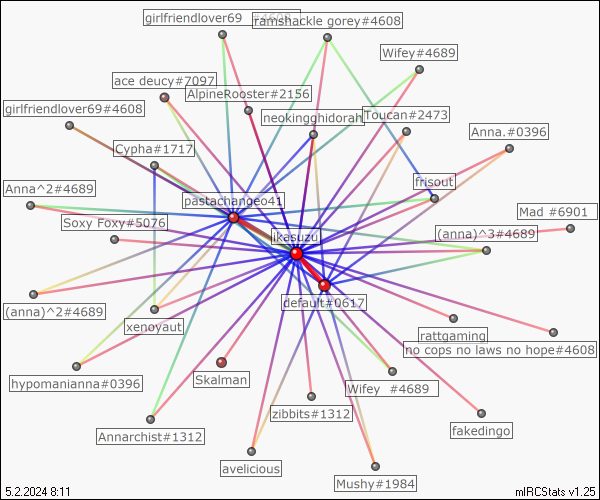 girlfriendlover69 #4608
ramshackle gorey#4608
Wifey#4689
ace deucy#7097
AlpineRooster#2156
girlfriendlover69#4608
neokingghidorah
Toucan#2473
Anna.#0396
Cypha#1717
Anna^2#4689
pastachangeo41
frisout
Mad #6901
Soxy Foxy#5076
ikasuzu
(anna)^3#4689
default#0617
(anna)^2#4689
xenoyaut
rattgaming
no cops no laws no hope#4608
hypomanianna#0396
Skalman
Wifey #4689
zibbits#1312
Annarchist#1312
fakedingo
avelicious
Mushy#1984
5.2.2024 8:11
mIRCStats v1.25